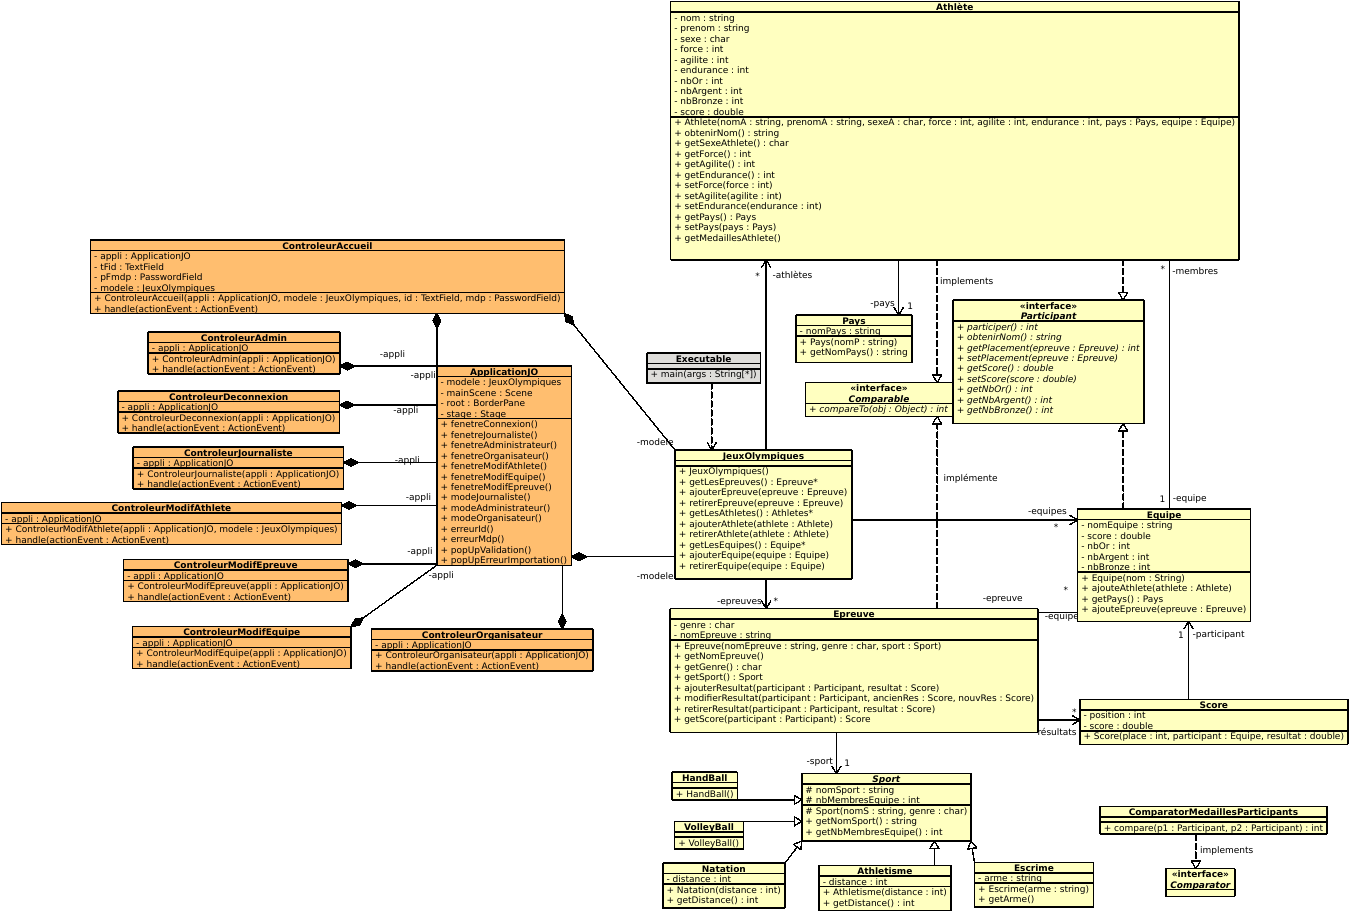 Athlète
- nom : string
- prenom : string
- sexe : char
- force : int
- agilite : int
- endurance : int
- nbOr : int
- nbArgent : int
- nbBronze : int
- score : double
+ Athlete(nomA : string, prenomA : string, sexeA : char, force : int, agilite : int, endurance : int, pays : Pays, equipe : Equipe)
+ obtenirNom() : string
+ getSexeAthlete() : char
+ getForce() : int
+ getAgilite() : int
+ getEndurance() : int
+ setForce(force : int)
+ setAgilite(agilite : int)
+ setEndurance(endurance : int)
+ getPays() : Pays
+ setPays(pays : Pays)
+ getMedaillesAthlete()
ControleurAccueil
- appli : ApplicationJO
- tFid : TextField
- pFmdp : PasswordField
- modele : JeuxOlympiques
+ ControleurAccueil(appli : ApplicationJO, modele : JeuxOlympiques, id : TextField, mdp : PasswordField)
+ handle(actionEvent : ActionEvent)
* -athlètes
implements
* -membres
-pays 1
Pays
- nomPays : string
+ Pays(nomP : string)
+ getNomPays() : string
«interface»
Participant
+ participer() : int
+ obtenirNom() : string
+ getPlacement(epreuve : Epreuve) : int
+ setPlacement(epreuve : Epreuve)
+ getScore() : double
+ setScore(score : double)
+ getNbOr() : int
+ getNbArgent() : int
+ getNbBronze() : int
ControleurAdmin
- appli : ApplicationJO
+ ControleurAdmin(appli : ApplicationJO)
+ handle(actionEvent : ActionEvent)
-appli
-appli
Executable
+ main(args : String[*])
«interface»
Comparable
+ compareTo(obj : Object) : int
ApplicationJO
- modele : JeuxOlympiques
- mainScene : Scene
- root : BorderPane
- stage : Stage
+ fenetreConnexion()
+ fenetreJournaliste()
+ fenetreAdministrateur()
+ fenetreOrganisateur()
+ fenetreModifAthlete()
+ fenetreModifEquipe()
+ fenetreModifEpreuve()
+ modeJournaliste()
+ modeAdministrateur()
+ modeOrganisateur()
+ erreurId()
+ erreurMdp()
+ popUpValidation()
+ popUpErreurImportation()
ControleurDeconnexion
- appli : ApplicationJO
+ ControleurDeconnexion(appli : ApplicationJO)
+ handle(actionEvent : ActionEvent)
-appli
ControleurJournaliste
- appli : ApplicationJO
+ ControleurJournaliste(appli : ApplicationJO)
+ handle(actionEvent : ActionEvent)
-appli
-modele
JeuxOlympiques
+ JeuxOlympiques()
+ getLesEpreuves() : Epreuve*
+ ajouterEpreuve(epreuve : Epreuve)
+ retirerEpreuve(epreuve : Epreuve)
+ getLesAthletes() : Athletes*
+ ajouterAthlete(athlete : Athlete)
+ retirerAthlete(athlete : Athlete)
+ getLesEquipes() : Equipe*
+ ajouterEquipe(equipe : Equipe)
+ retirerEquipe(equipe : Equipe)
implémente
1 -equipe
ControleurModifAthlete
- appli : ApplicationJO
+ ControleurModifAthlete(appli : ApplicationJO, modele : JeuxOlympiques)
+ handle(actionEvent : ActionEvent)
-appli
-equipes
*
Equipe
- nomEquipe : string
- score : double
- nbOr : int
- nbArgent : int
- nbBronze : int
+ Equipe(nom : String)
+ ajouteAthlete(athlete : Athlete)
+ getPays() : Pays
+ ajouteEpreuve(epreuve : Epreuve)
ControleurModifEpreuve
- appli : ApplicationJO
+ ControleurModifEpreuve(appli : ApplicationJO)
+ handle(actionEvent : ActionEvent)
-appli
-appli
-modele
-epreuves *
-epreuve
*
-equipe
ControleurModifEquipe
- appli : ApplicationJO
+ ControleurModifEquipe(appli : ApplicationJO)
+ handle(actionEvent : ActionEvent)
ControleurOrganisateur
- appli : ApplicationJO
+ ControleurOrganisateur(appli : ApplicationJO)
+ handle(actionEvent : ActionEvent)
Epreuve
- genre : char
- nomEpreuve : string
+ Epreuve(nomEpreuve : string, genre : char, sport : Sport)
+ getNomEpreuve()
+ getGenre() : char
+ getSport() : Sport
+ ajouterResultat(participant : Participant, resultat : Score)
+ modifierResultat(participant : Participant, ancienRes : Score, nouvRes : Score)
+ retirerResultat(participant : Participant, resultat : Score)
+ getScore(participant : Participant) : Score
1 -participant
*
résultats
Score
- position : int
- score : double
+ Score(place : int, participant : Equipe, resultat : double)
-sport 1
HandBall
+ HandBall()
VolleyBall
+ VolleyBall()
Sport
# nomSport : string
# nbMembresEquipe : int
# Sport(nomS : string, genre : char)
+ getNomSport() : string
+ getNbMembresEquipe() : int
Natation
- distance : int
+ Natation(distance : int)
+ getDistance() : int
Athletisme
- distance : int
+ Athletisme(distance : int)
+ getDistance() : int
Escrime
- arme : string
+ Escrime(arme : string)
+ getArme()
ComparatorMedaillesParticipants
+ compare(p1 : Participant, p2 : Participant) : int
implements
«interface»
Comparator